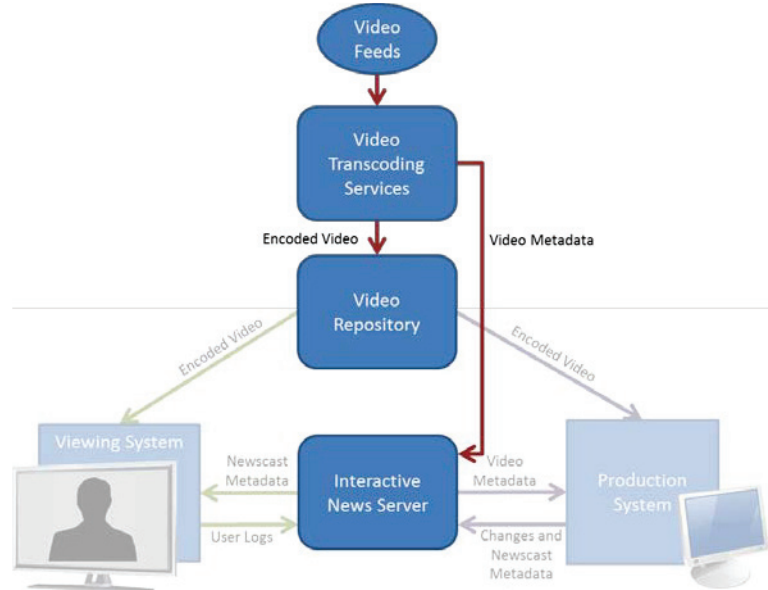 Video
Feeds
Video
Transcoding
Services
Encoded Video
Video Metadata
Video
Repository
Encoded Video
Encoded Video
Viewing System
Newscast
Metadata
Interactive
News Server
Video
Metadata
Production
System
User Logs
Changes and
Newscast
Metadata